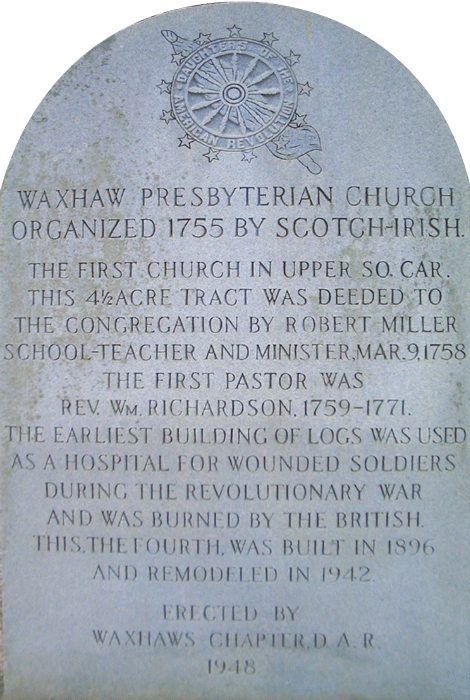 DAUGHTERS OF THE
AMERICAN REVOLUTION
WAXHAW PRESBYTERIAN CHURCH
ORGANIZED 1755 BY SCOTCH-IRISH.
THE FIRST CHURCH IN UPPER SO. CAR.
THIS 4½ ACRE TRACT WAS DEEDED TO
THE CONGREGATION BY ROBERT MILLER
SCHOOL-TEACHER AND MINISTER, MAR. 9, 1758
THE FIRST PASTOR WAS
REV. WM. RICHARDSON, 1759-1771.
THE EARLIEST BUILDING OF LOGS WAS USED
AS A HOSPITAL FOR WOUNDED SOLDIERS
DURING THE REVOLUTIONARY WAR
AND WAS BURNED BY THE BRITISH.
THIS, THE FOURTH, WAS BUILT IN 1896
AND REMODELED IN 1942.
ERECTED BY
WAXHAWS CHAPTER, D. A. R.
1948